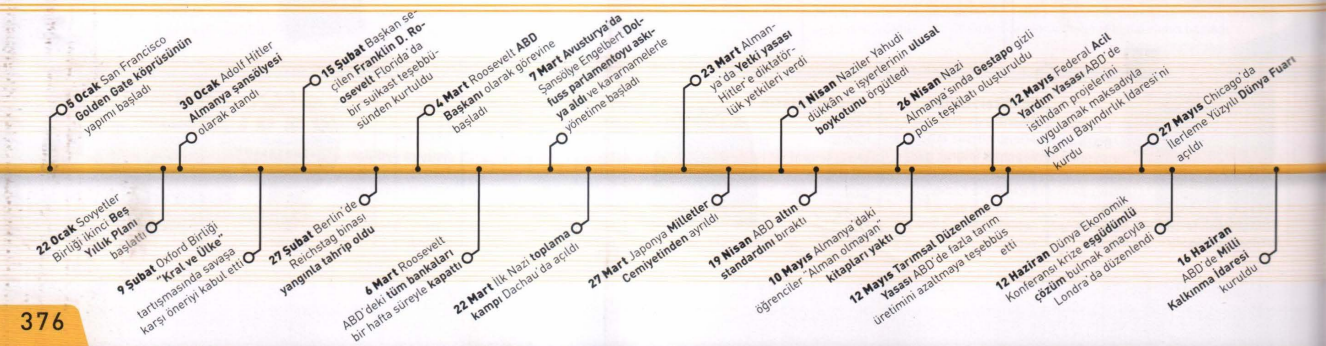 5 Ocak San Francisco
Golden Gate köprüsünün
yapımı başladı
30 Ocak Adolf Hitler
Almanya şansölyesi
olarak atandı
15 Şubat Başkan se-
çilen Franklin D. Ro-
osevelt Florida'da
bir suikast teşebbü-
sünden kurtuldu
4 Mart Roosevelt ABD
Başkanı olarak görevine
başladı
7 Mart Avusturya'da
Şansölye Engelbert Dol-
fuss parlamentoyu askı-
ya aldı ve kararnamelerle
yönetime başladı
23 Mart Alman-
ya'da Yetki yasası
Hitler'e diktatör-
lük yetkileri verdi
1 Nisan Naziler Yahudi
dükkân ve işyerlerinin ulusal
boykotunu örgütledi
26 Nisan Nazi
Almanya'sında Gestapo gizli
polis teşkilatı oluşturuldu
12 Mayıs Federal Acil
Yardım Yasası ABD'de
istihdam projelerini
uygulamak maksadıyla
Kamu Bayındırlık İdaresi'ni
kurdu
27 Mayıs Chicago'da
İlerleme Yüzyılı Dünya Fuarı
açıldı
22 Ocak Sovyetler
Birliği ikinci Beş
Yıllık Planı
başlattı
9 Şubat Oxford Birliği
"Kral ve Ülke"
tartışmasında savaşa
karşı öneriyi kabul etti
27 Şubat Berlin'de
Reichstag binası
yangınla tahrip oldu
6 Mart Roosevelt
ABD'deki tüm bankaları
bir hafta süreyle kapattı
22 Mart İlk Nazi toplama
kampı Dachau'da açıldı
27 Mart Japonya Milletler
Cemiyetinden ayrıldı
19 Nisan ABD altın
standardını bıraktı
10 Mayıs Almanya'daki
öğrenciler "Alman olmayan"
kitapları yaktı
12 Mayıs Tarımsal Düzenleme
Yasası ABD'de fazla tarım
üretimini azaltmaya teşebbüs
etti
12 Haziran Dünya Ekonomik
Konferansı krize eşgüdümlü
çözüm bulmak amacıyla
Londra'da düzenlendi
16 Haziran
ABD'de Milli
Kalkınma İdaresi
kuruldu
376